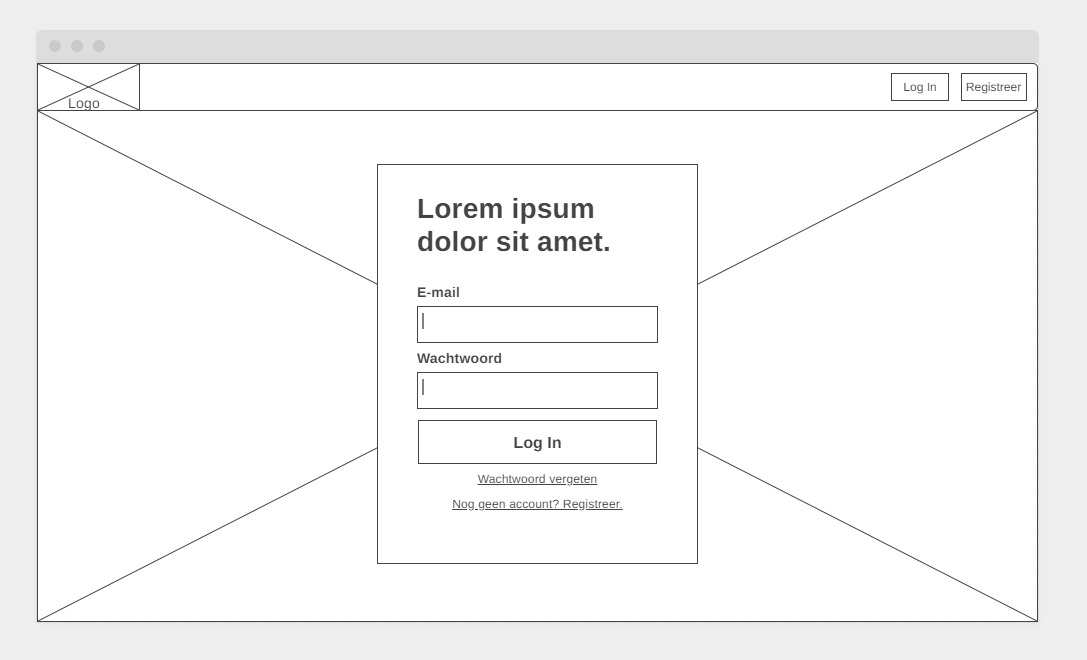 Logo
Log In
Registreer
Lorem ipsum
dolor sit amet.
E-mail
Wachtwoord
Log In
Wachtwoord vergeten
Nog geen account? Registreer.